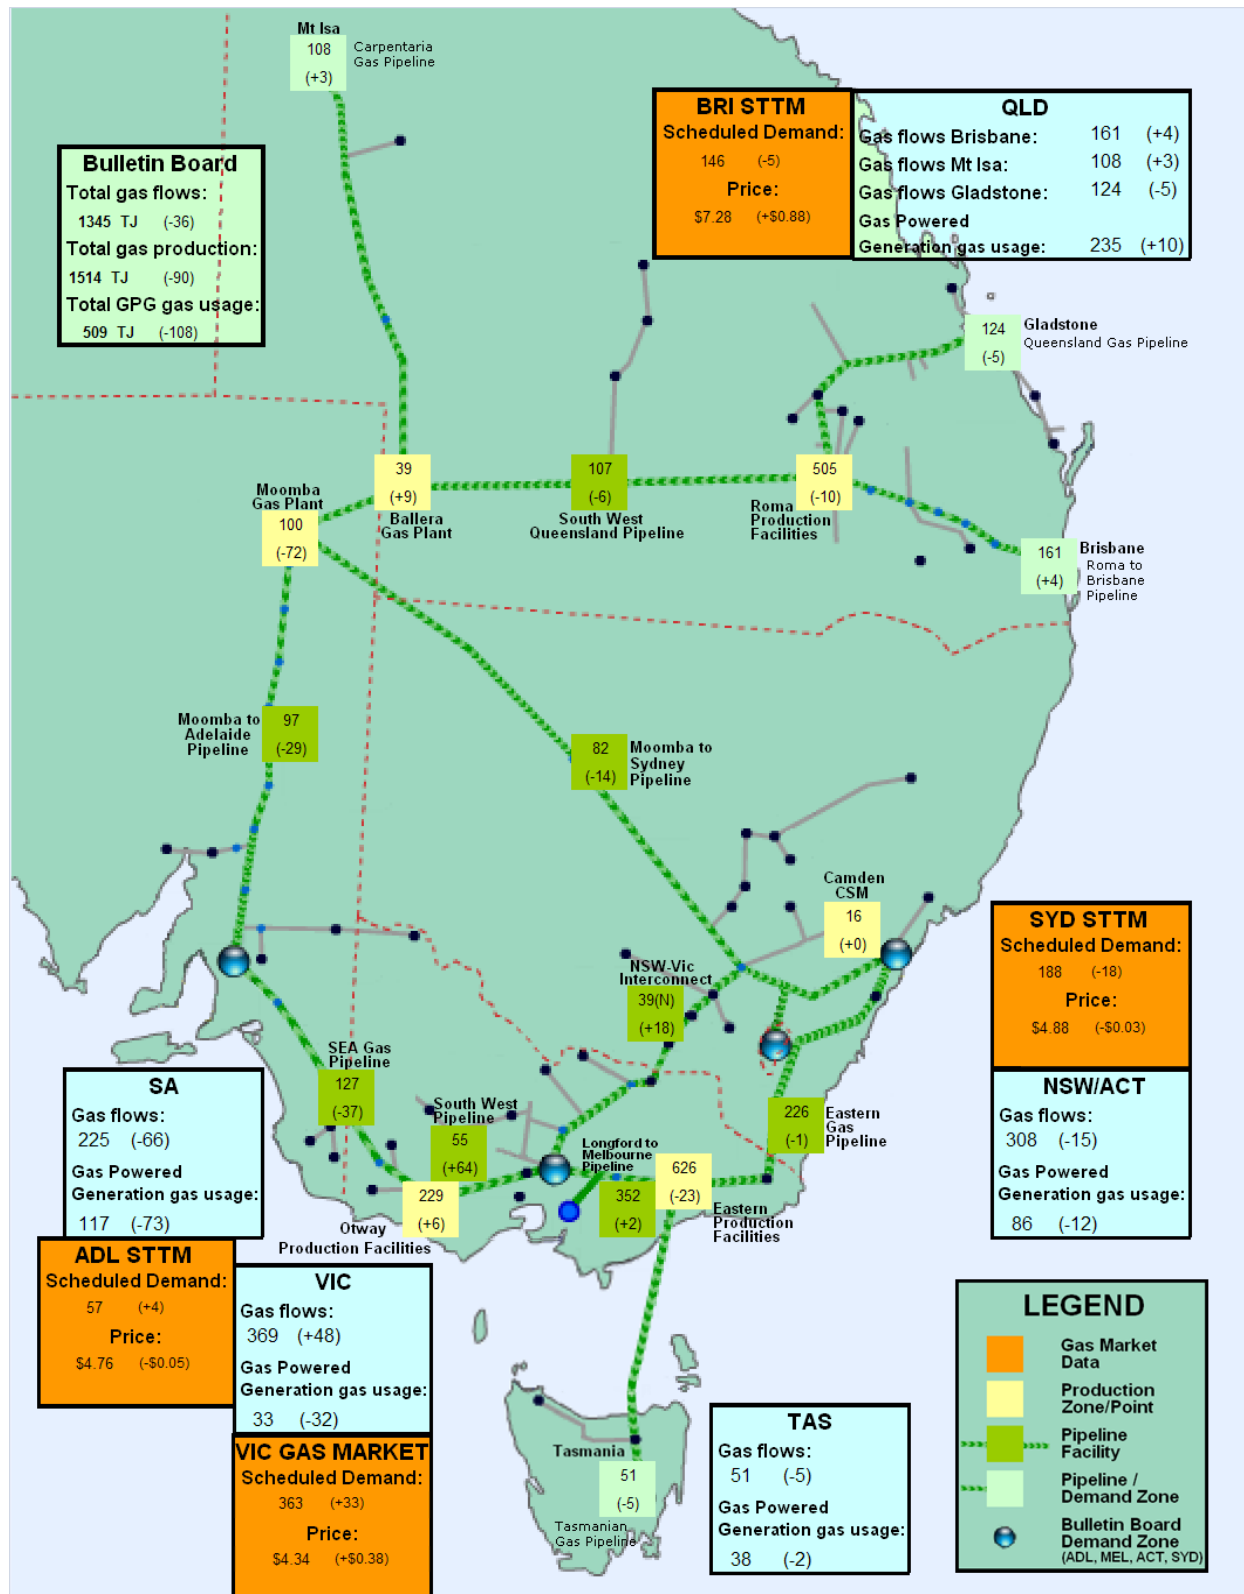 Mt Isa
108
(+3)
Carpentaria
Gas Pipeline
BRI STTM
Scheduled Demand:
146 (-5)
Price:
$7.28 (+$0.88)
QLD
Gas flows Brisbane: 161 (+4)
Gas flows Mt Isa: 108 (+3)
Gas flows Gladstone: 124 (-5)
Gas Powered
Generation gas usage: 235 (+10)
Bulletin Board
Total gas flows:
1345 TJ (-36)
Total gas production:
1514 TJ (-90)
Total GPG gas usage:
509 TJ (-108)
124
(-5)
Gladstone
Queensland Gas Pipeline
39
(+9)
Ballera
Gas Plant
107
(-6)
South West
Queensland Pipeline
505
(-10)
Roma
Production
Facilities
Moomba
Gas Plant
100
(-72)
161
(+4)
Brisbane
Roma to
Brisbane
Pipeline
Moomba to
Adelaide
Pipeline
97
(-29)
82
(-14)
Moomba to
Sydney
Pipeline
Camden
CSM
16
(+0)
NSW-Vic
Interconnect
39(N)
(+18)
SYD STTM
Scheduled Demand:
188 (-18)
Price:
$4.88 (-$0.03)
NSW/ACT
Gas flows:
308 (-15)
Gas Powered
Generation gas usage:
86 (-12)
SEA Gas
Pipeline
127
(-37)
South West
Pipeline
55
(+64)
Longford to
Melbourne
Pipeline
352
(+2)
626
(-23)
Eastern
Production
Facilities
226
(-1)
Eastern
Gas
Pipeline
229
(+6)
Otway
Production Facilities
SA
Gas flows:
225 (-66)
Gas Powered
Generation gas usage:
117 (-73)
ADL STTM
Scheduled Demand:
57 (+4)
Price:
$4.76 (-$0.05)
VIC
Gas flows:
369 (+48)
Gas Powered
Generation gas usage:
33 (-32)
VIC GAS MARKET
Scheduled Demand:
363 (+33)
Price:
$4.34 (+$0.38)
Tasmania
51
(-5)
Tasmanian
Gas Pipeline
TAS
Gas flows:
51 (-5)
Gas Powered
Generation gas usage:
38 (-2)
LEGEND
Gas Market
Data
Production
Zone/Point
Pipeline
Facility
Pipeline /
Demand Zone
Bulletin Board
Demand Zone
(ADL, MEL, ACT, SYD)